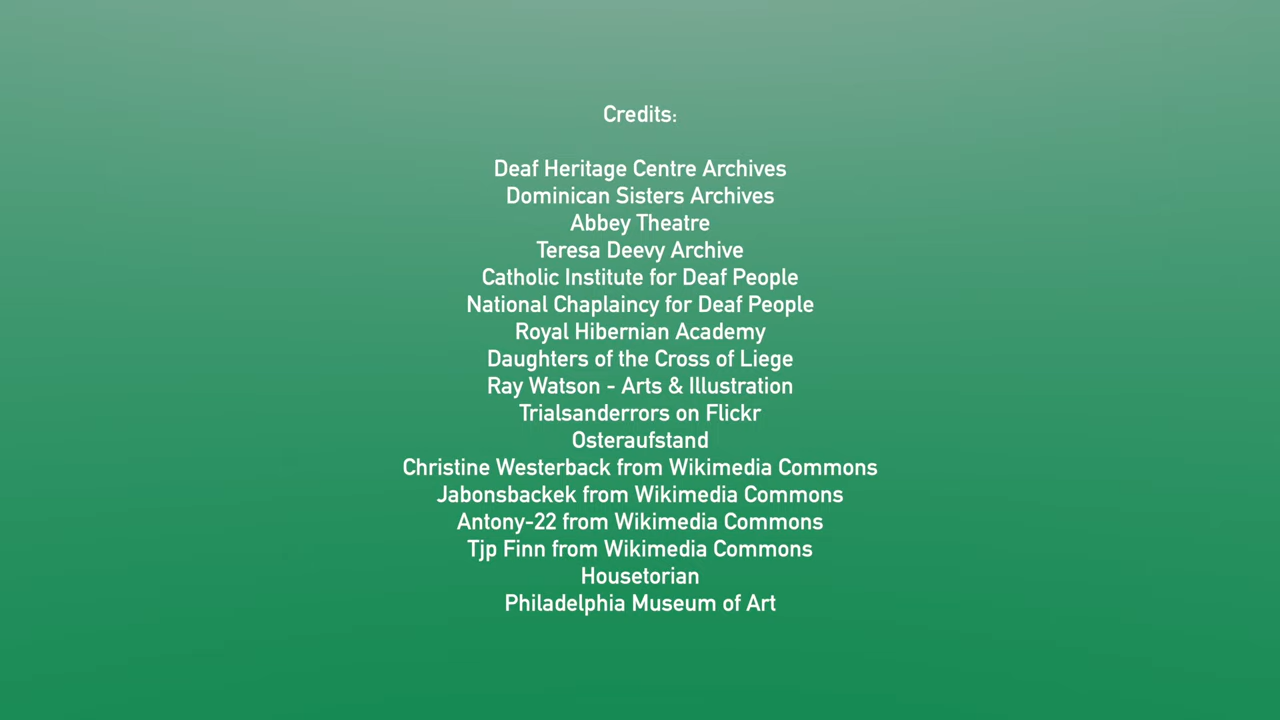 Credits:
Deaf Heritage Centre Archives
Dominican Sisters Archives
Abbey Theatre
Teresa Deevy Archive
Catholic Institute for Deaf People
National Chaplaincy for Deaf People
Royal Hibernian Academy
Daughters of the Cross of Liege
Ray Watson - Arts & Illustration
Trialsanderrors on Flickr
Osteraufstand
Christine Westerback from Wikimedia Commons
Jabonsbackek from Wikimedia Commons
Antony-22 from Wikimedia Commons
Tjp Finn from Wikimedia Commons
Housetorian
Philadelphia Museum of Art